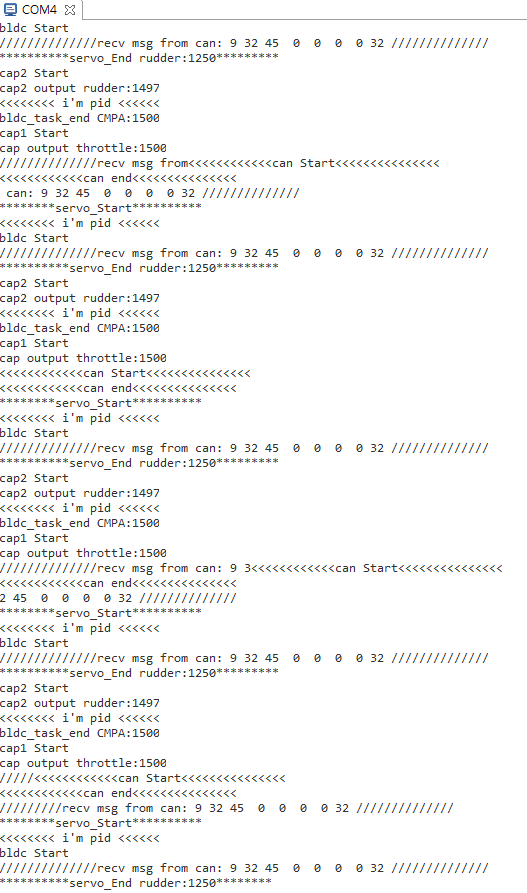 COM4
bldc Start
//////////////recv msg from can: 9 32 45  0  0  0  0 32 //////////////
**********servo_End rudder:1250*********
cap2 Start
cap2 output rudder:1497
<<<<<<<< i'm pid <<<<<<
bldc_task_end CMPA:1500
cap1 Start
cap output throttle:1500
//////////////recv msg from<<<<<<<<<<<<can Start<<<<<<<<<<<<<<<
<<<<<<<<<<<<can end<<<<<<<<<<<<<<<
 can: 9 32 45  0  0  0  0 32 //////////////
********servo_Start**********
<<<<<<<< i'm pid <<<<<<
bldc Start
//////////////recv msg from can: 9 32 45  0  0  0  0 32 //////////////
**********servo_End rudder:1250*********
cap2 Start
cap2 output rudder:1497
<<<<<<<< i'm pid <<<<<<
bldc_task_end CMPA:1500
cap1 Start
cap output throttle:1500
<<<<<<<<<<<<can Start<<<<<<<<<<<<<<<
<<<<<<<<<<<<can end<<<<<<<<<<<<<<<
********servo_Start**********
<<<<<<<< i'm pid <<<<<<
bldc Start
//////////////recv msg from can: 9 32 45  0  0  0  0 32 //////////////
**********servo_End rudder:1250*********
cap2 Start
cap2 output rudder:1497
<<<<<<<< i'm pid <<<<<<
bldc_task_end CMPA:1500
cap1 Start
cap output throttle:1500
//////////////recv msg from can: 9 3<<<<<<<<<<<<can Start<<<<<<<<<<<<<<<
<<<<<<<<<<<<can end<<<<<<<<<<<<<<<
2 45  0  0  0  0 32 //////////////
********servo_Start**********
<<<<<<<< i'm pid <<<<<<
bldc Start
//////////////recv msg from can: 9 32 45  0  0  0  0 32 //////////////
**********servo_End rudder:1250*********
cap2 Start
cap2 output rudder:1497
<<<<<<<< i'm pid <<<<<<
bldc_task_end CMPA:1500
cap1 Start
cap output throttle:1500
/////<<<<<<<<<<<<can Start<<<<<<<<<<<<<<<
<<<<<<<<<<<<can end<<<<<<<<<<<<<<<
/////////recv msg from can: 9 32 45  0  0  0  0 32 //////////////
********servo_Start**********
<<<<<<<< i'm pid <<<<<<
bldc Start
//////////////recv msg from can: 9 32 45  0  0  0  0 32 //////////////
**********servo_End rudder:1250*********